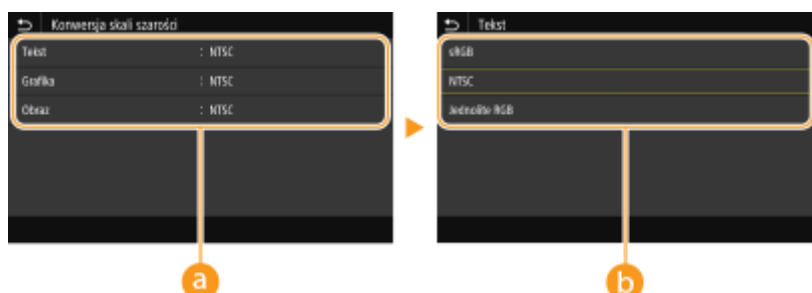 Konwersja skali szarości
Tekst : NTSC
Grafika : NTSC
Obraz : NTSC
a
Tekst
sRGB
NTSC
Jednolite RGB
b